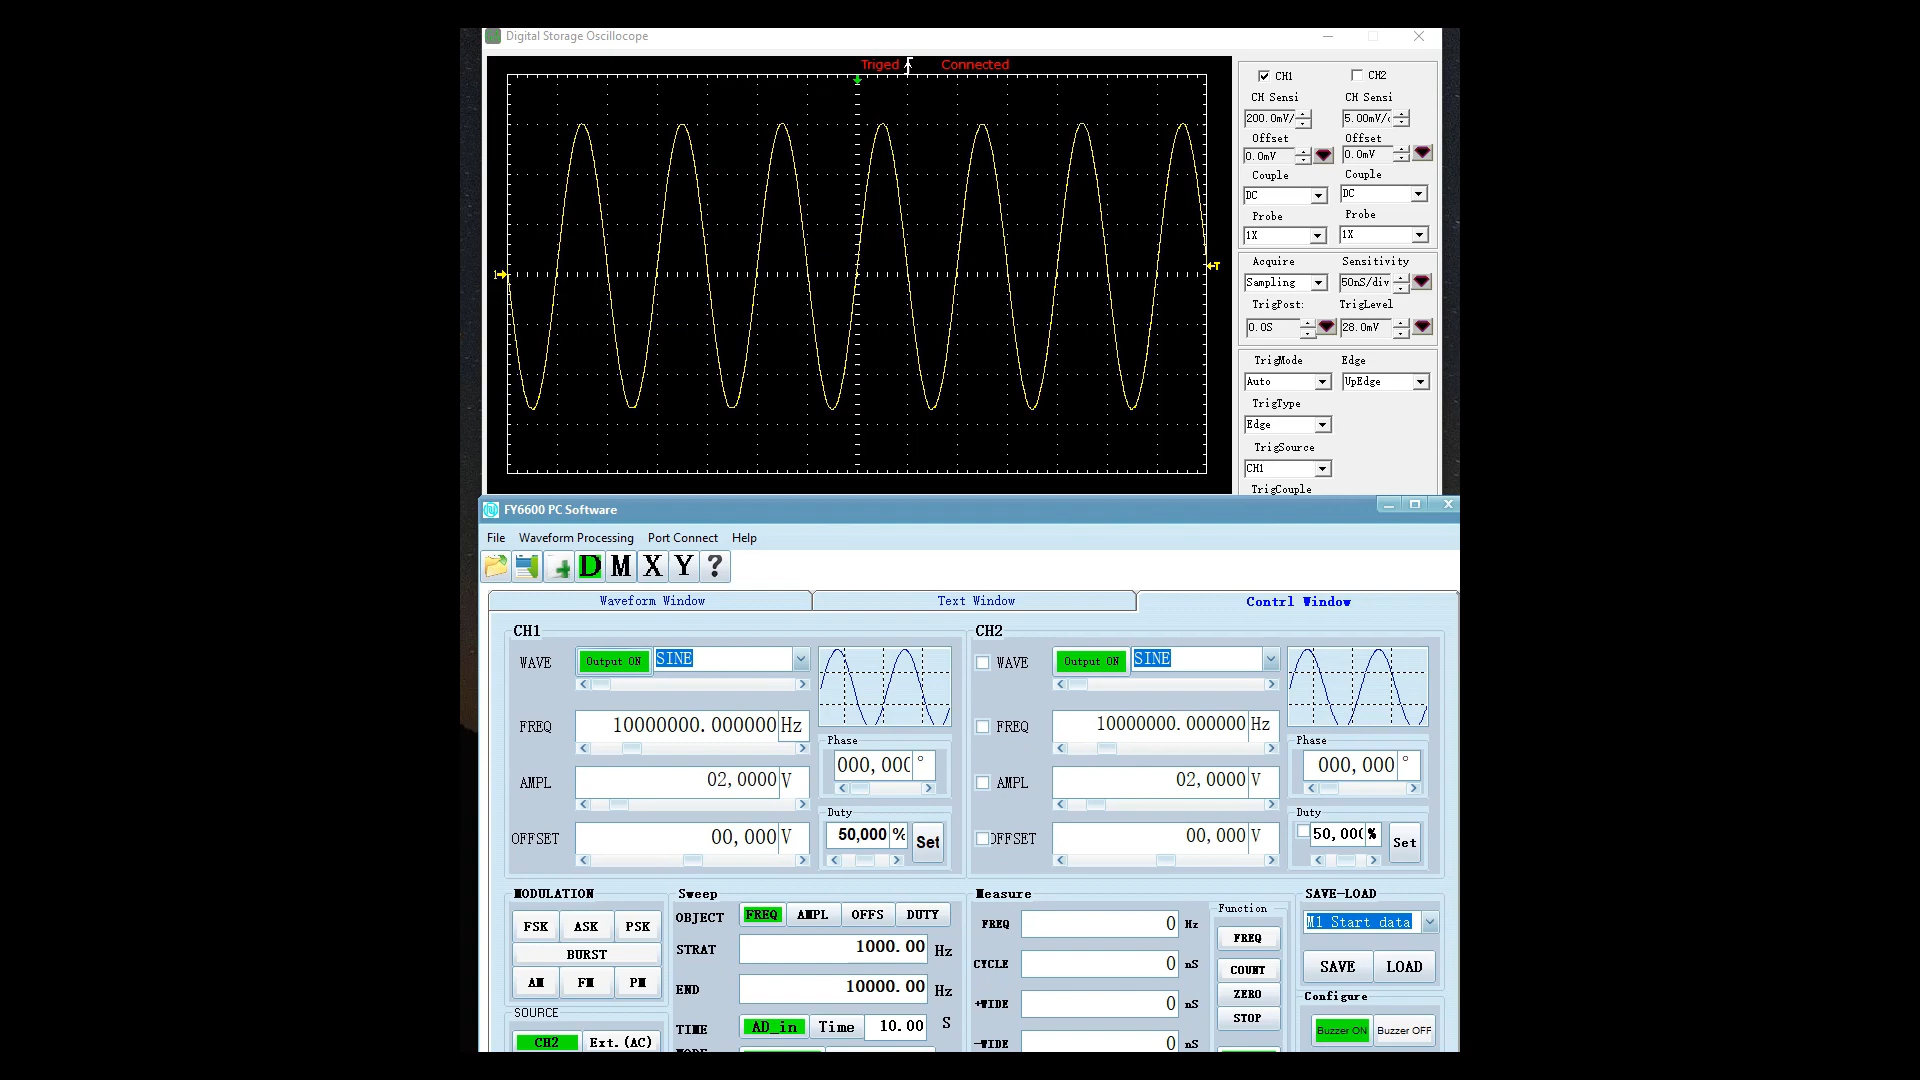 Digital Storage Oscillocope
Triged Connected
CH1 CH2
CH Sensi CH Sensi
200.0mV/ 5.00mV/
Offset Offset
0.0mV 0.0mV
Couple Couple
DC DC
Probe Probe
1X 1X
Acquire Sensitivity
Sampling 50nS/div
TrigPost: TrigLevel
0.0S 28.0mV
TrigMode Edge
Auto UpEdge
TrigType
Edge
TrigSource
CH1
TrigCouple
1 T
FY6600 PC Software
File Waveform Processing Port Connect Help
D M X Y ?
Waveform Window Text Window Contrl Window
CH1 CH2
WAVE Output ON SINE WAVE Output ON SINE
FREQ 10000000.000000 Hz FREQ 10000000.000000 Hz
Phase Phase
000,000 ° 000,000 °
AMPL 02,0000 V AMPL 02,0000 V
Duty Duty
OFFSET 00,000 V 50,000 % Set OFFSET 00,000 V 50,000 % Set
MODULATION Sweep Measure SAVE-LOAD
FSK ASK PSK OBJECT FREQ AMPL OFFS DUTY FREQ 0 Hz Function M1 Start data
BURST STRAT 1000.00 Hz CYCLE 0 nS FREQ SAVE LOAD
AM FM PM END 10000.00 Hz +WIDE 0 nS COUNT Configure
SOURCE TIME AD_in Time 10.00 S -WIDE 0 nS ZERO Buzzer ON Buzzer OFF
CH2 Ext.(AC) STOP